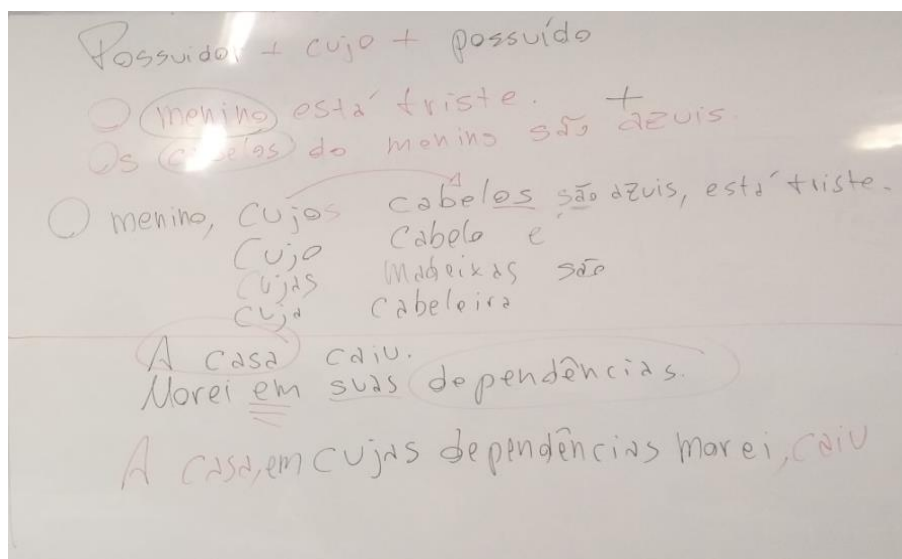 Possuidor + cujo + possuído
O menino está triste. +
Os cabelos do menino são azuis.
O menino, cujos cabelos são azuis, está triste.
cujo cabelo é
cujas madeixas são
cuja cabeleira
A casa caiu.
Morei em suas dependências.
A casa, em cujas dependências morei, caiu